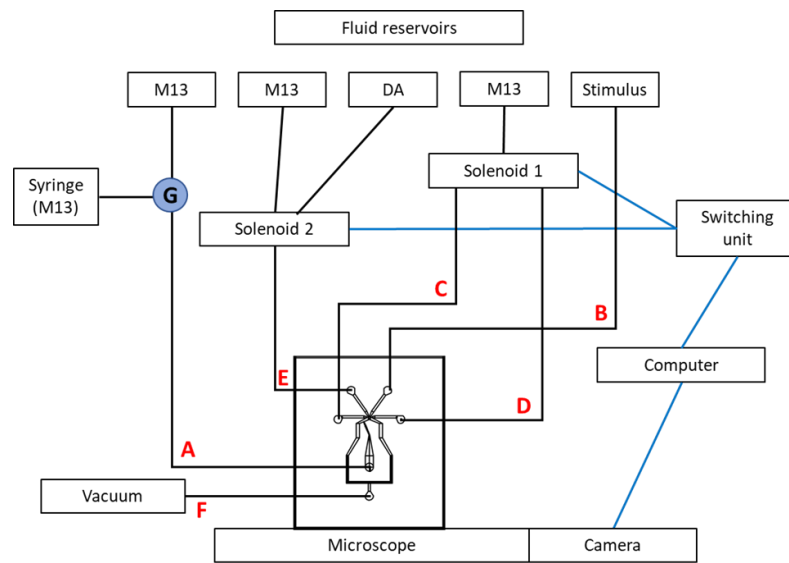 Fluid reservoirs
M13
M13
DA
M13
Stimulus
Syringe
(M13)
G
Solenoid 1
Solenoid 2
Switching
unit
C
B
Computer
E
D
A
Vacuum
F
Microscope
Camera